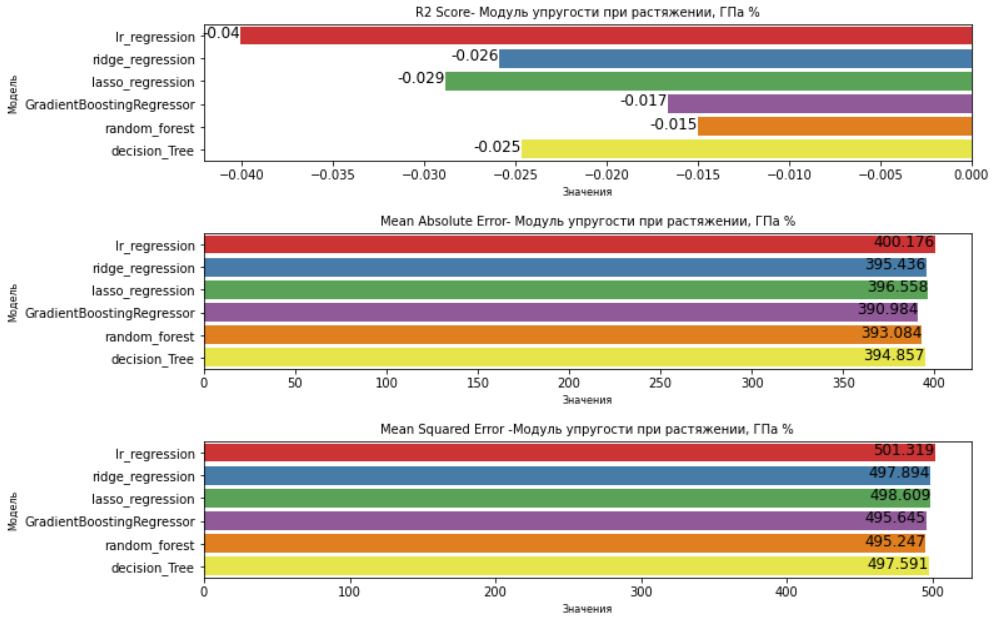 R2 Score- Модуль упругости при растяжении, ГПа %
Модель
lr_regression
-0.04
ridge_regression
-0.026
lasso_regression
-0.029
GradientBoostingRegressor
-0.017
random_forest
-0.015
decision_Tree
-0.025
−0.040 −0.035 −0.030 −0.025 −0.020 −0.015 −0.010 −0.005 0.000
Значения
Mean Absolute Error- Модуль упругости при растяжении, ГПа %
Модель
lr_regression
400.176
ridge_regression
395.436
lasso_regression
396.558
GradientBoostingRegressor
390.984
random_forest
393.084
decision_Tree
394.857
0 50 100 150 200 250 300 350 400
Значения
Mean Squared Error -Модуль упругости при растяжении, ГПа %
Модель
lr_regression
501.319
ridge_regression
497.894
lasso_regression
498.609
GradientBoostingRegressor
495.645
random_forest
495.247
decision_Tree
497.591
0 100 200 300 400 500
Значения